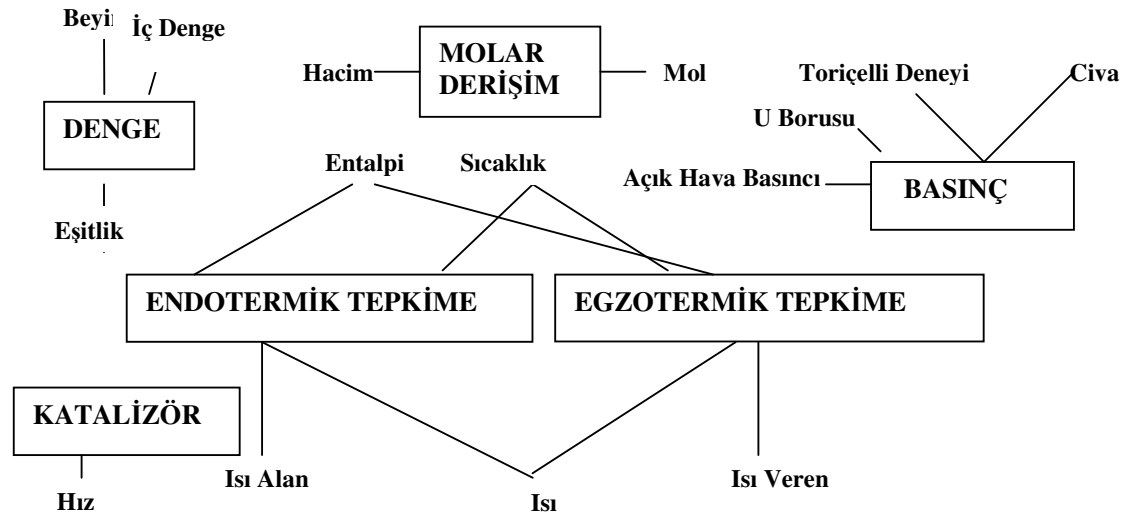 İç Denge
MOLAR
DERİŞİM
Hacim
Mol
Toriçelli Deneyi
Civa
U Borusu
DENGE
Entalpi
Sıcaklık
Açık Hava Basıncı
BASINÇ
Eşitlik
ENDOTERMİK TEPKİME
EGZOTERMİK TEPKİME
KATALİZÖR
Isı Alan
Isı Veren
Hız
Isı